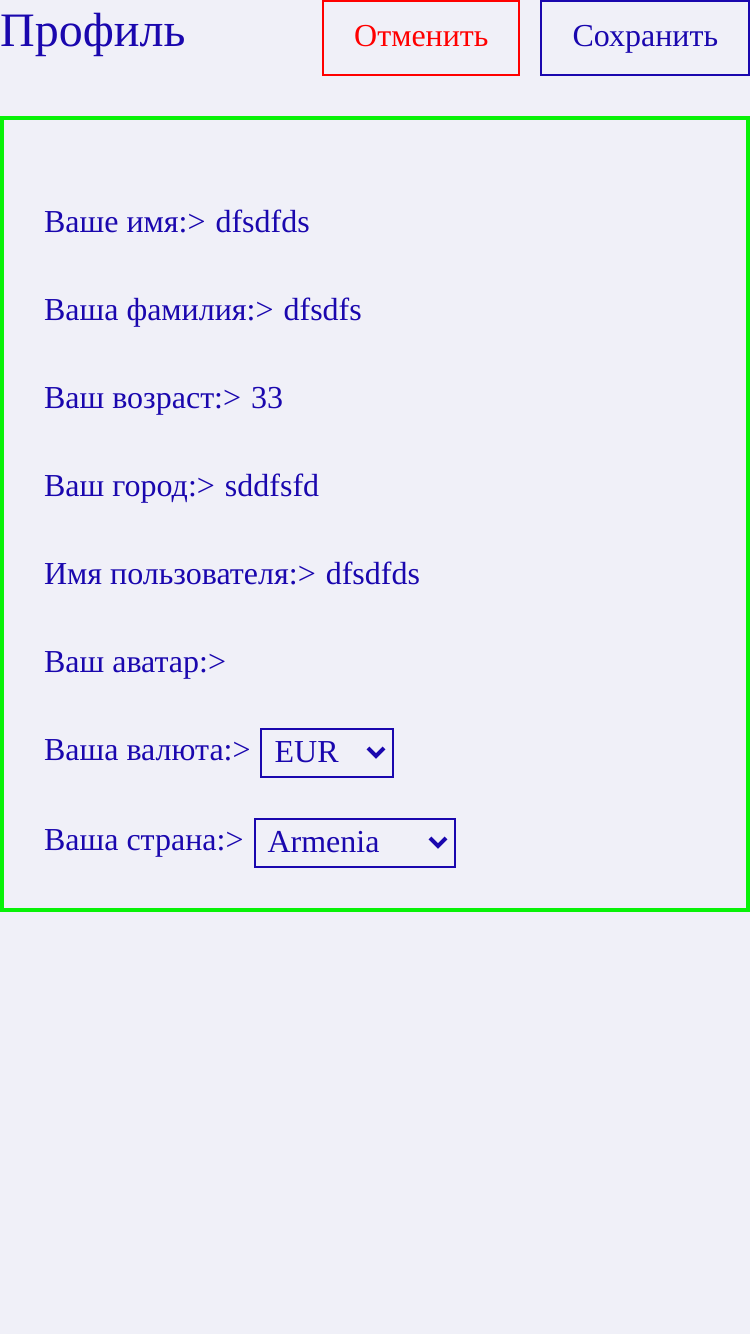 Профиль Отменить Сохранить
Ваше имя:> dfsdfds
Ваша фамилия:> dfsdfs
Ваш возраст:> 33
Ваш город:> sddfsfd
Имя пользователя:> dfsdfds
Ваш аватар:>
Ваша валюта:> EUR
Ваша страна:> Armenia